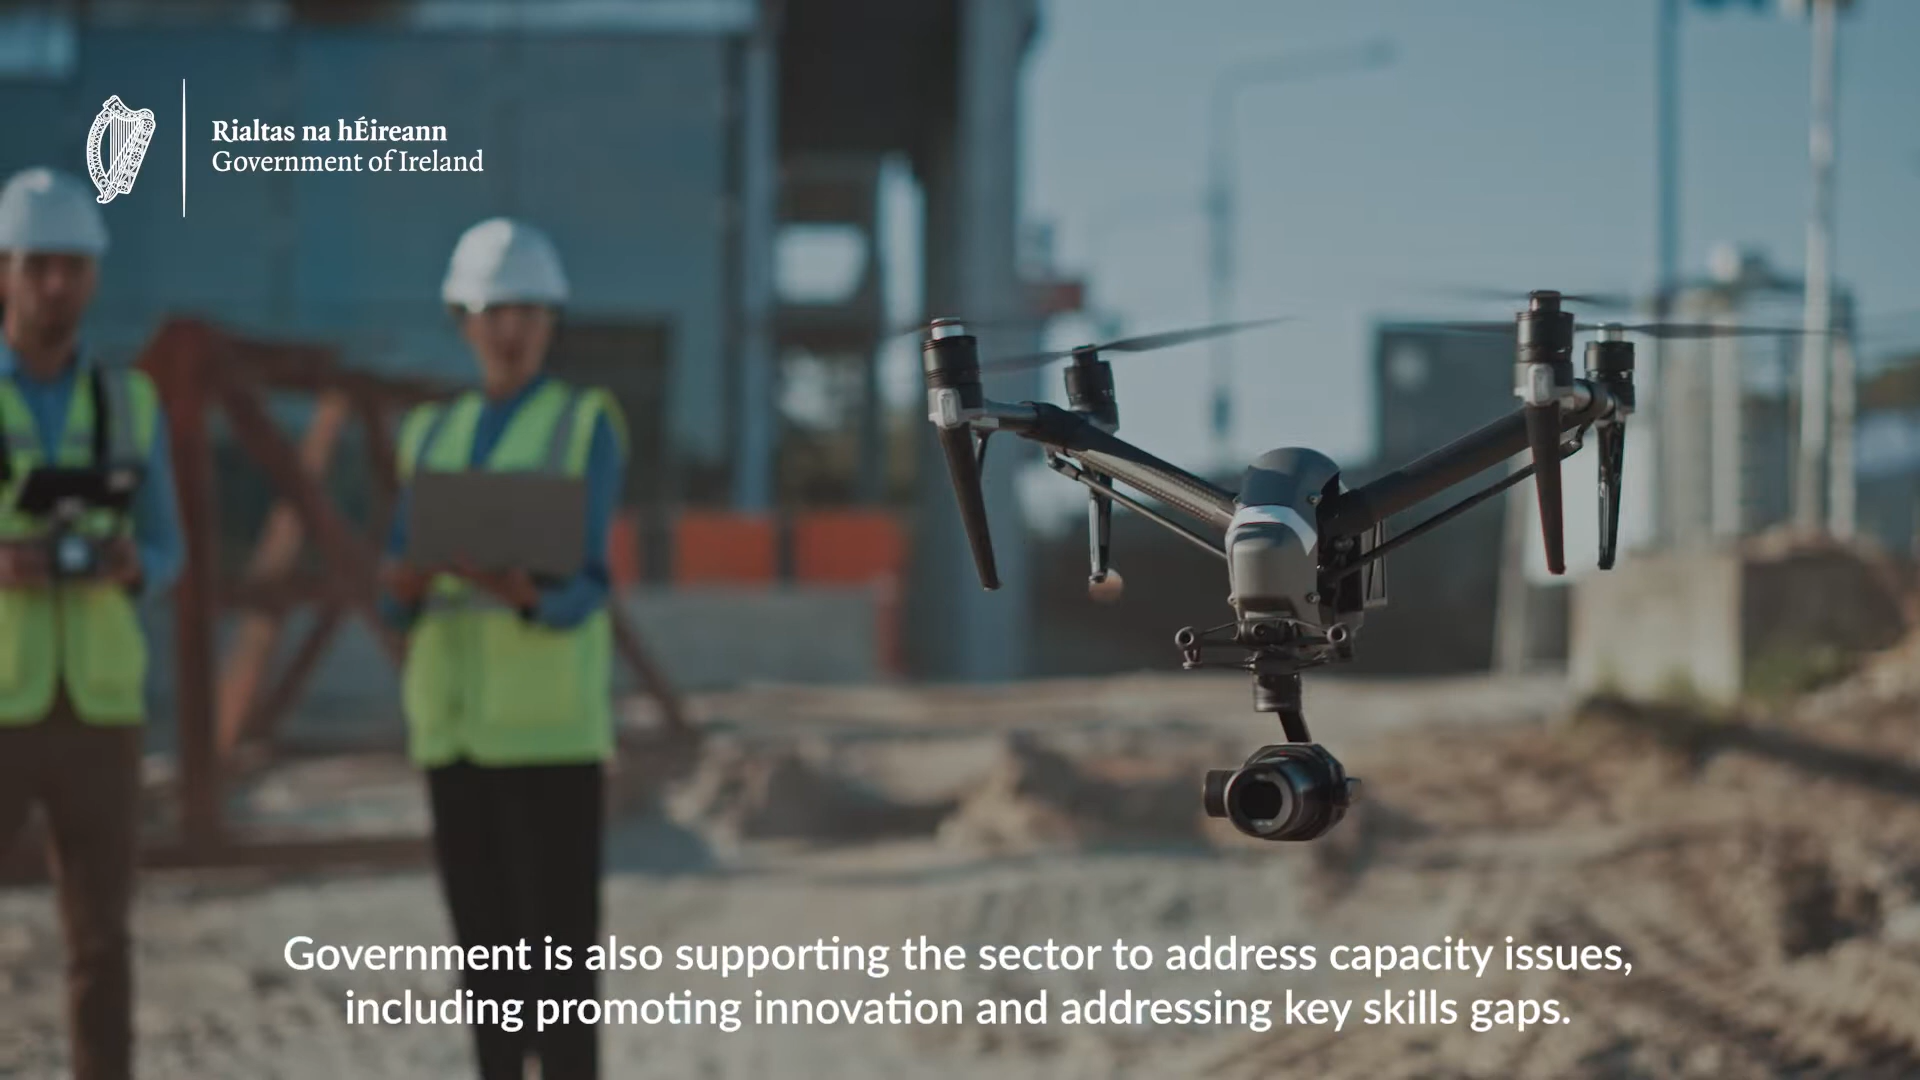 Rialtas na hÉireann
Government of Ireland
Government is also supporting the sector to address capacity issues,
including promoting innovation and addressing key skills gaps.